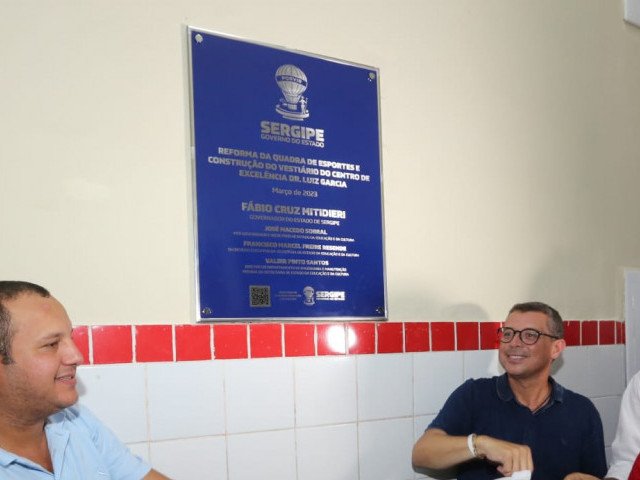 SERGIPE
GOVERNO DO ESTADO
REFORMA DA QUADRA DE ESPORTES E
CONSTRUÇÃO DO VESTIÁRIO DO CENTRO DE
EXCELÊNCIA DR. LUIZ GARCIA
Março de 2023
FÁBIO CRUZ MITIDIERI
GOVERNADOR DO ESTADO DE SERGIPE
JOSÉ MACEDO SOBRAL
FRANCISCO MARCEL FREIRE RESENDE
VALDIR PINTO SANTOS
SERGIPE